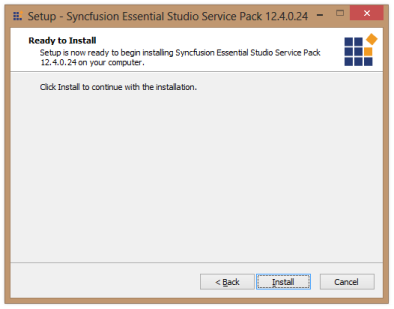 Setup - Syncfusion Essential Studio Service Pack 12.4.0.24
Ready to Install
Setup is now ready to begin installing Syncfusion Essential Studio Service Pack
12.4.0.24 on your computer.
Click Install to continue with the installation.
< Back
Install
Cancel